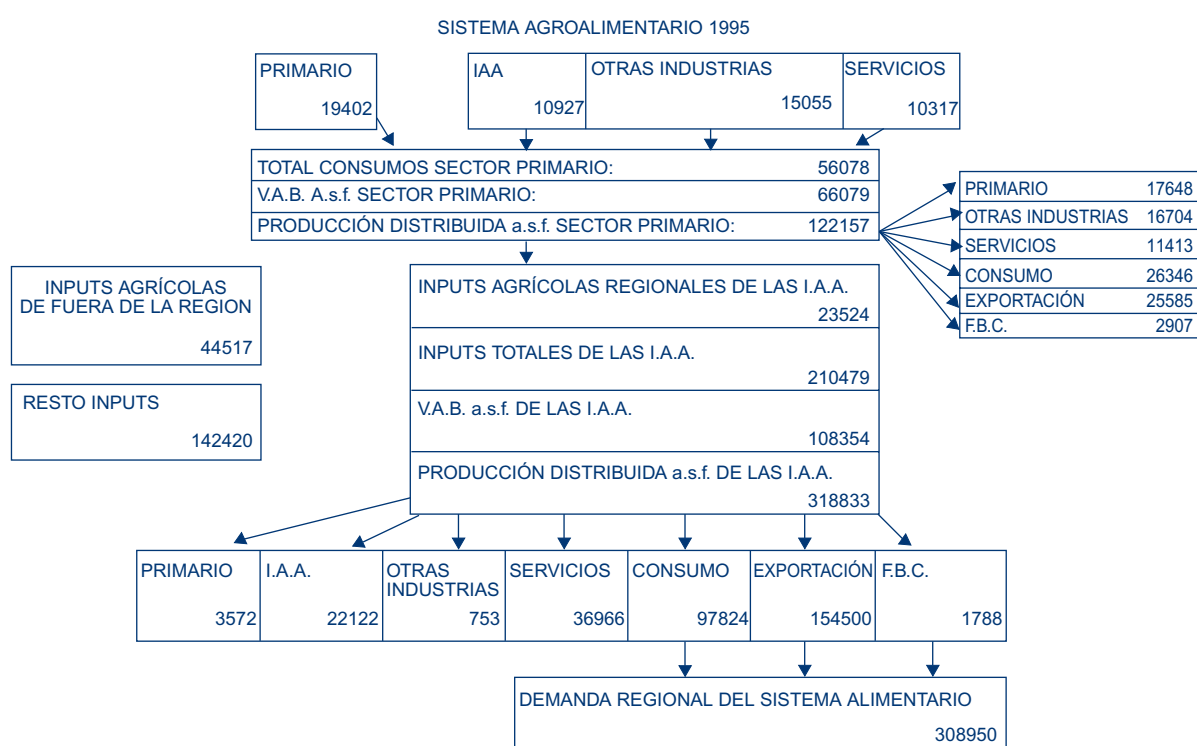 SISTEMA AGROALIMENTARIO 1995
PRIMARIO
19402
IAA
10927
OTRAS INDUSTRIAS
15055
SERVICIOS
10317
TOTAL CONSUMOS SECTOR PRIMARIO: 56078
V.A.B. A.s.f. SECTOR PRIMARIO: 66079
PRODUCCIÓN DISTRIBUIDA a.s.f. SECTOR PRIMARIO: 122157
PRIMARIO 17648
OTRAS INDUSTRIAS 16704
SERVICIOS 11413
CONSUMO 26346
EXPORTACIÓN 25585
F.B.C. 2907
INPUTS AGRÍCOLAS
DE FUERA DE LA REGION
44517
RESTO INPUTS
142420
INPUTS AGRÍCOLAS REGIONALES DE LAS I.A.A.
23524
INPUTS TOTALES DE LAS I.A.A.
210479
V.A.B. a.s.f. DE LAS I.A.A.
108354
PRODUCCIÓN DISTRIBUIDA a.s.f. DE LAS I.A.A.
318833
PRIMARIO
3572
I.A.A.
22122
OTRAS
INDUSTRIAS
753
SERVICIOS
36966
CONSUMO
97824
EXPORTACIÓN
154500
F.B.C.
1788
DEMANDA REGIONAL DEL SISTEMA ALIMENTARIO
308950